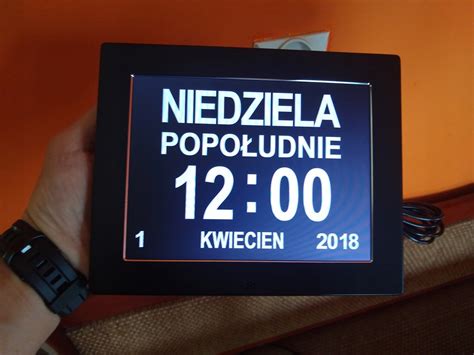 NIEDZIELA
POPOŁUDNIE
12:00
1 KWIECIEN 2018